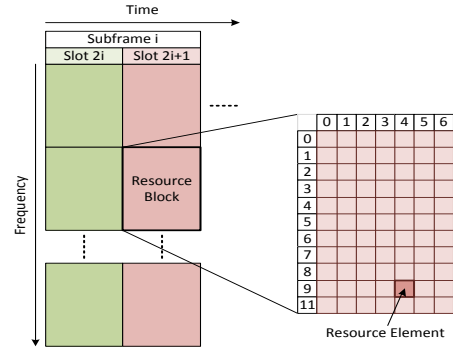 Time
Subframe i
Slot 2i Slot 2i+1
Frequency
Resource
Block
0 1 2 3 4 5 6
0
1
2
3
4
5
6
7
8
9
11
Resource Element